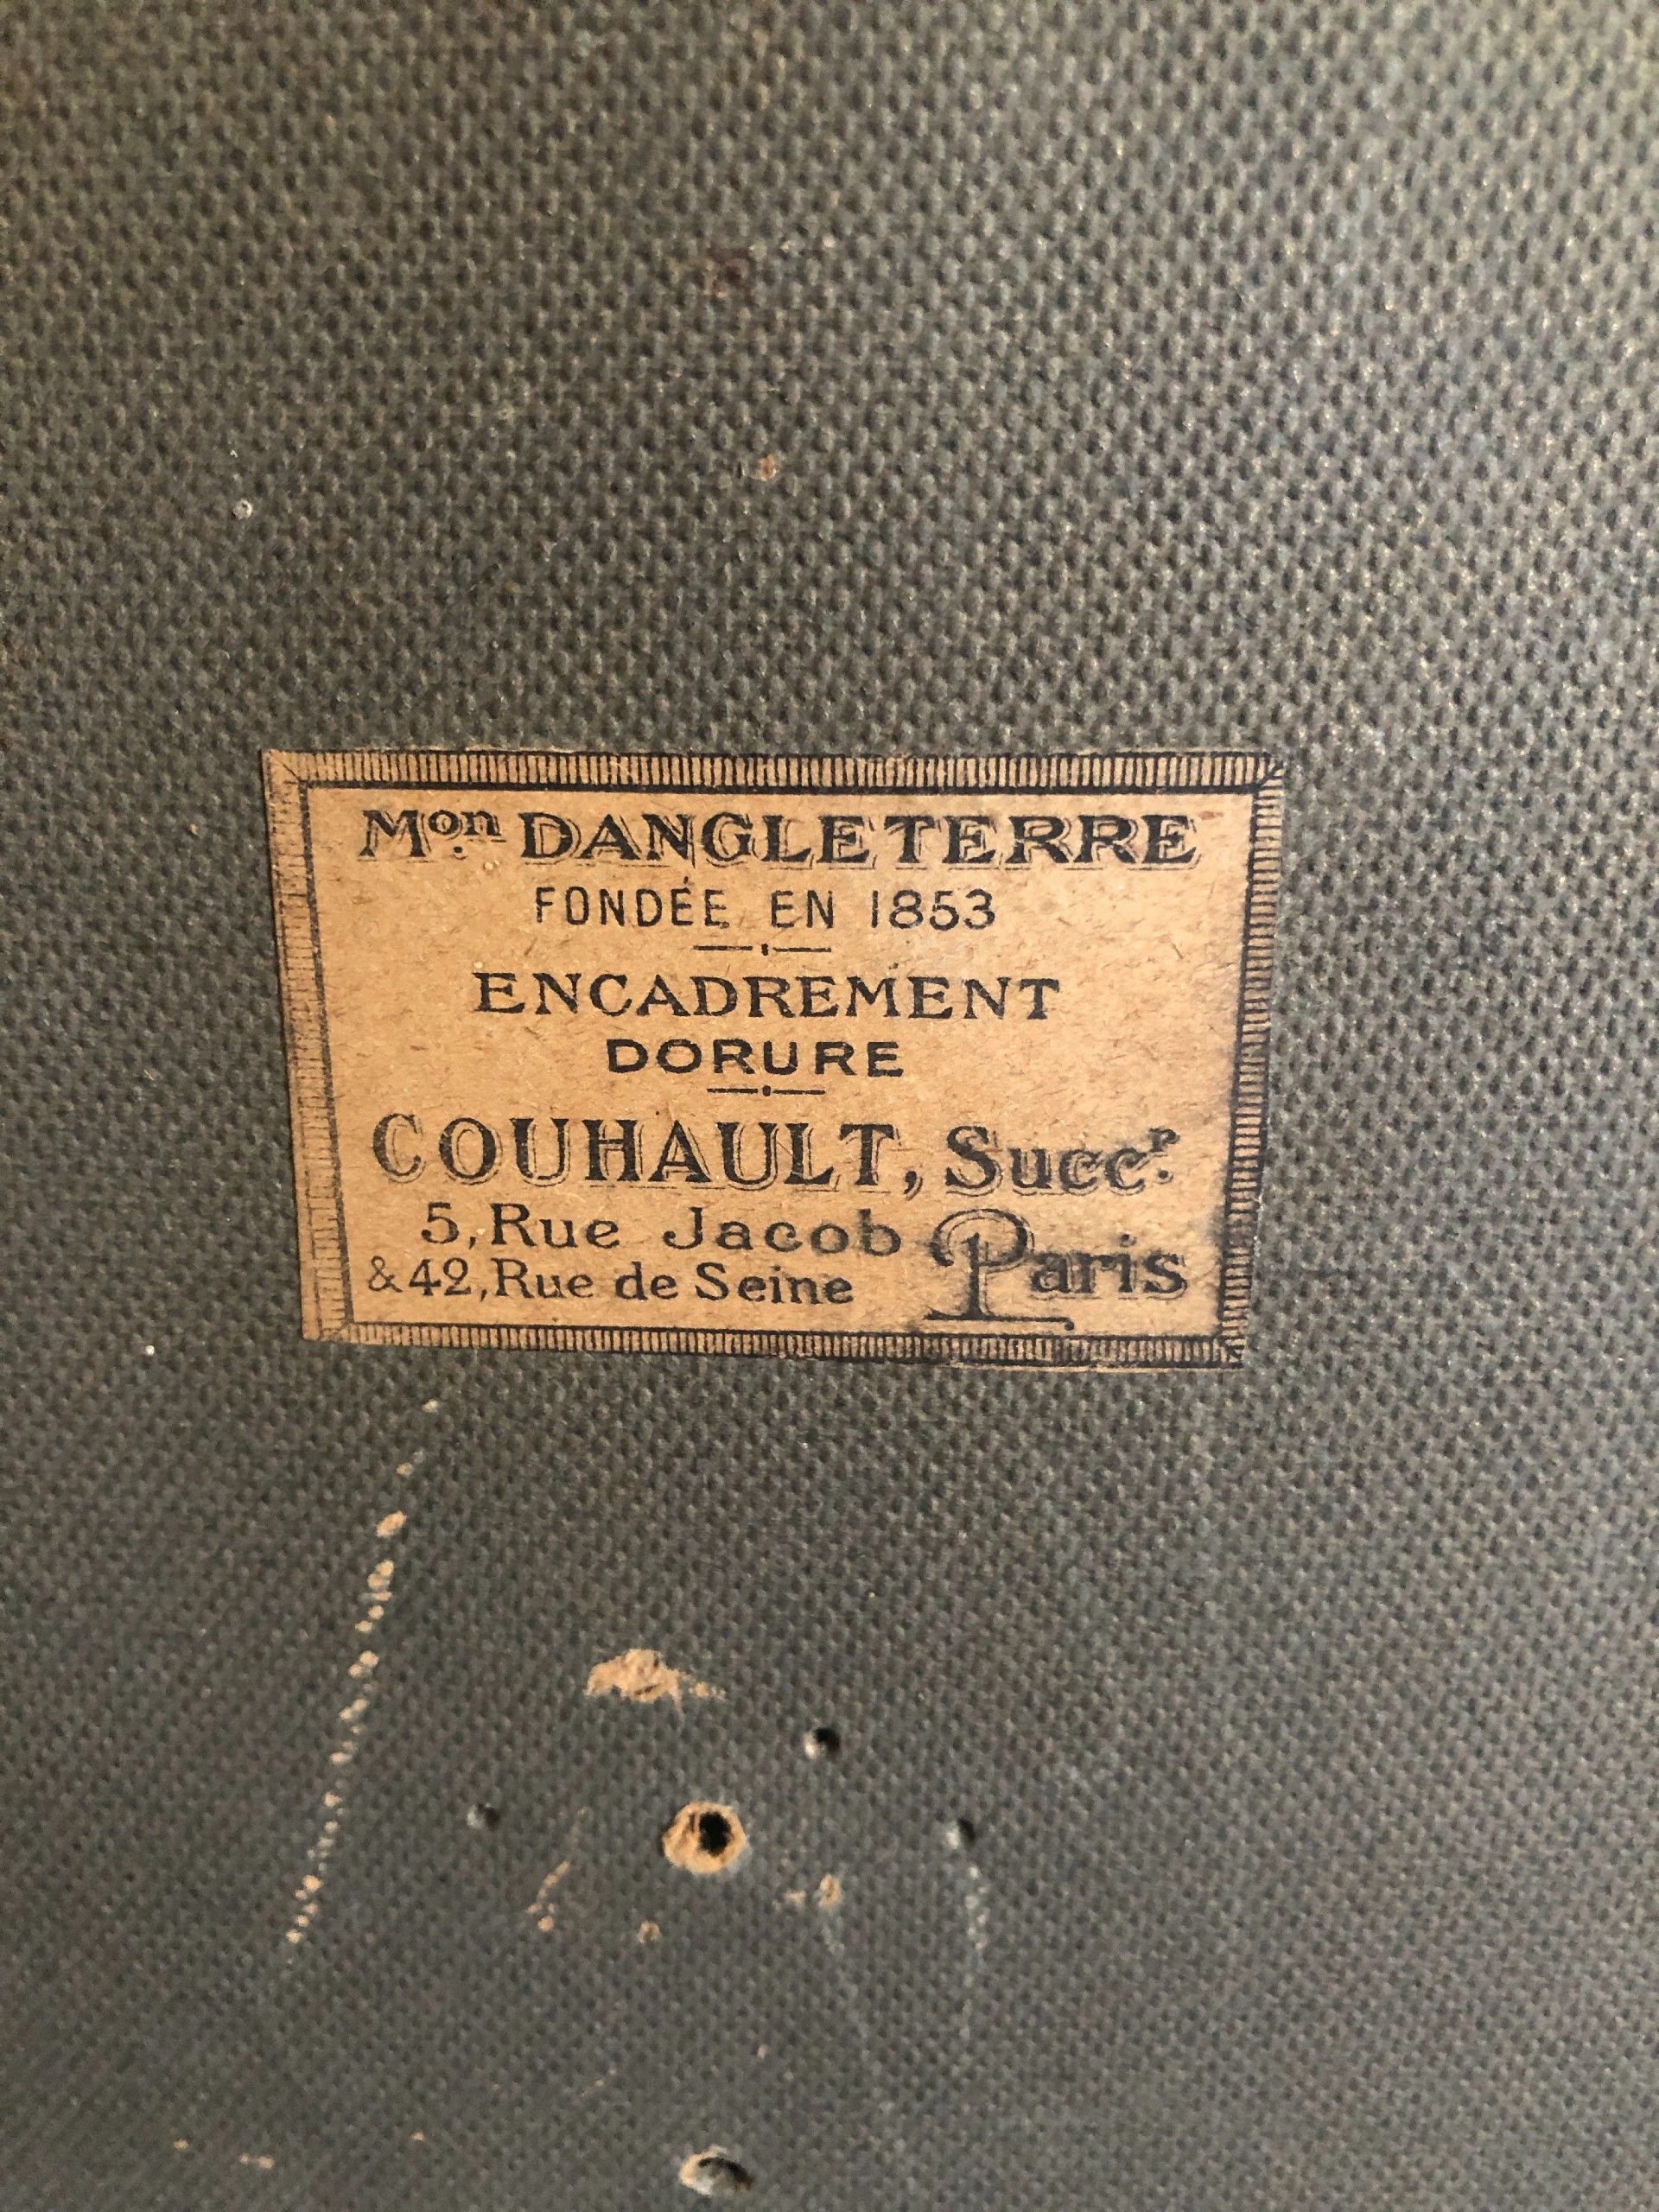 Mon DANGLETERRE
FONDÉE EN 1853
ENCADREMENT
DORURE
COUHAULT, Succr.
5, Rue Jacob
& 42, Rue de Seine
Paris